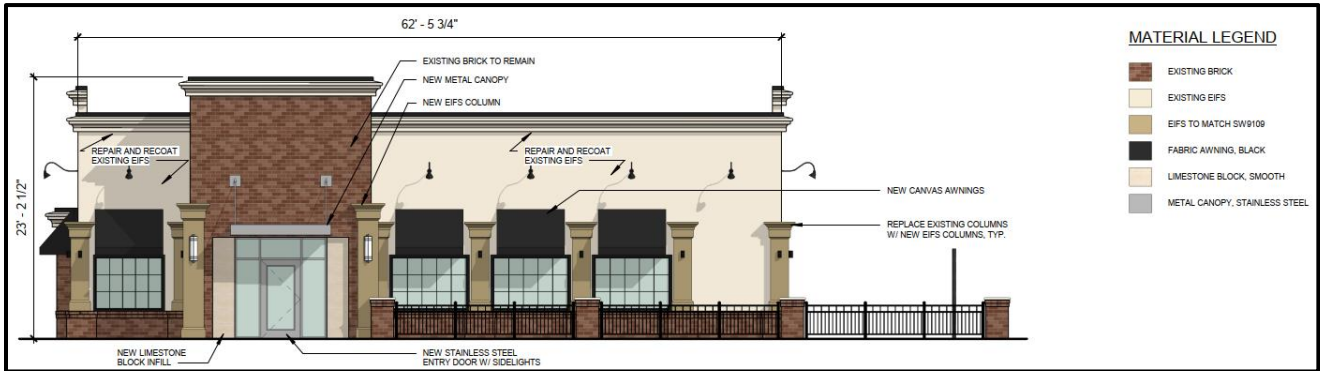 62' - 5 3/4"
MATERIAL LEGEND
EXISTING BRICK TO REMAIN
NEW METAL CANOPY
NEW EIFS COLUMN
EXISTING BRICK
EXISTING EIFS
EIFS TO MATCH SW9109
FABRIC AWNING, BLACK
LIMESTONE BLOCK, SMOOTH
METAL CANOPY, STAINLESS STEEL
REPAIR AND RECOAT
EXISTING EIFS
REPAIR AND RECOAT
EXISTING EIFS
23' - 2 1/2"
NEW CANVAS AWNINGS
REPLACE EXISTING COLUMNS
W/ NEW EIFS COLUMNS, TYP.
NEW LIMESTONE
BLOCK INFILL
NEW STAINLESS STEEL
ENTRY DOOR W/ SIDELIGHTS